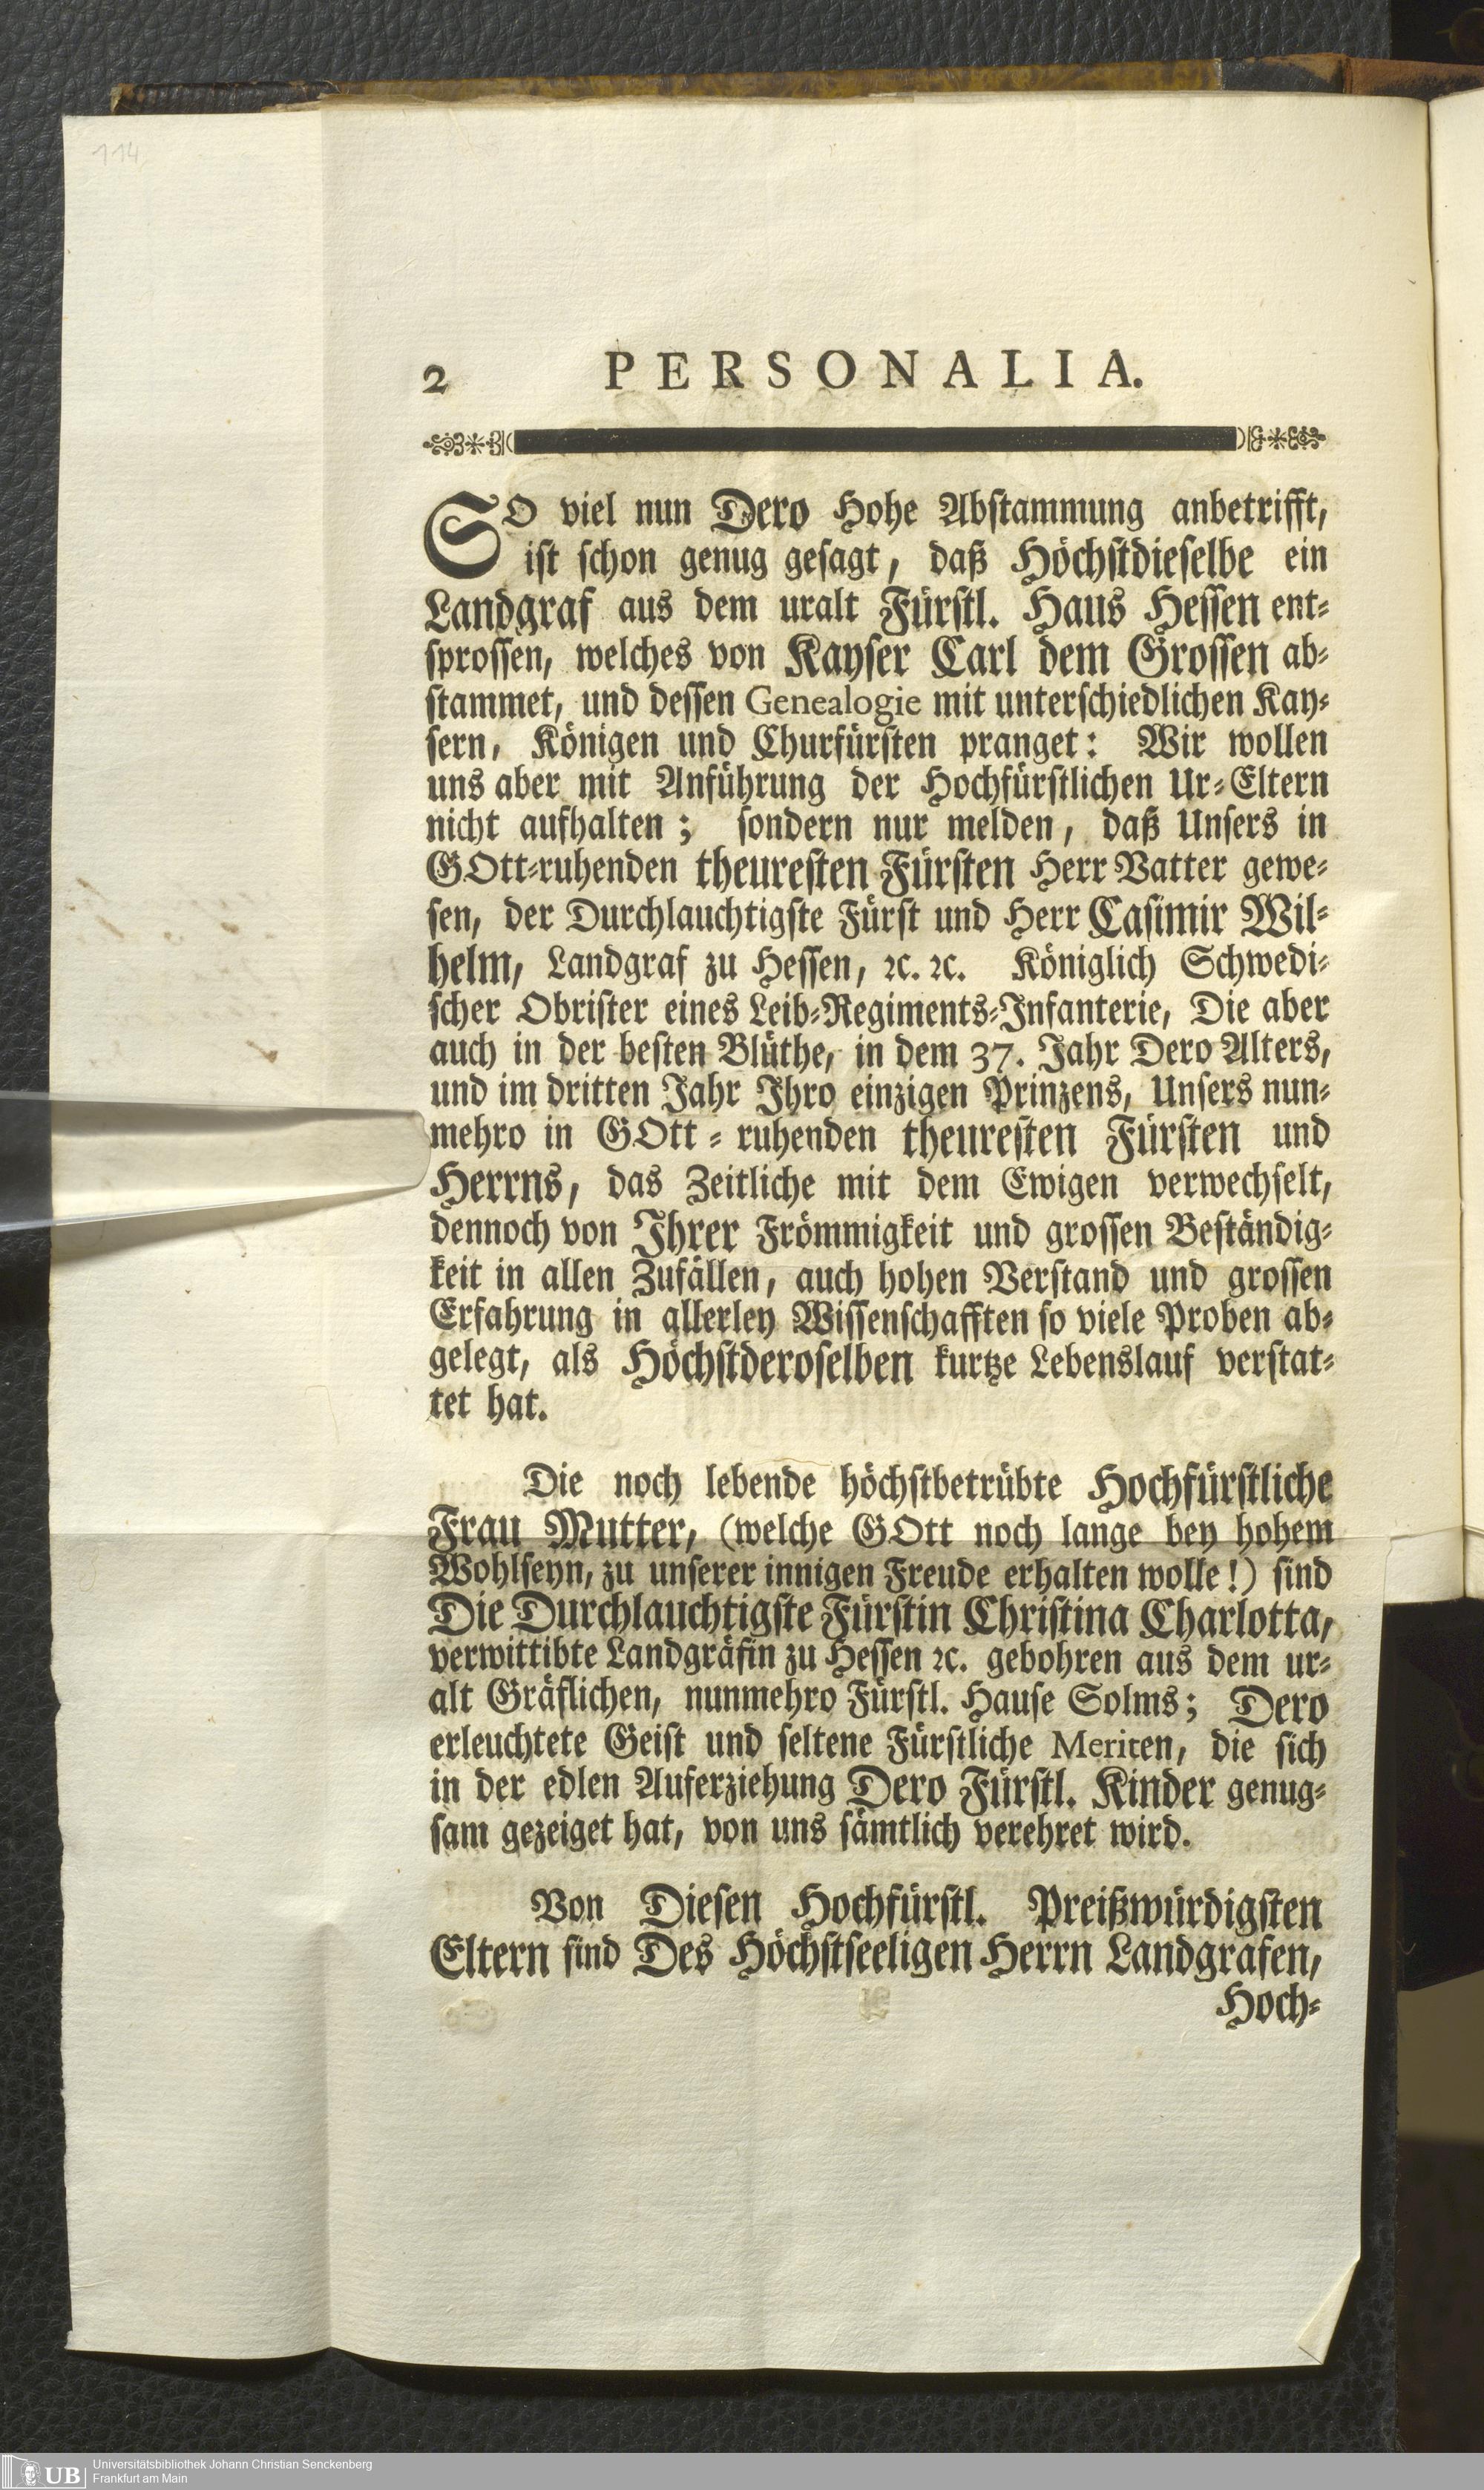 114
2 PERSONALIA.
SO viel nun Dero Hohe Abstammung anbetrifft,
ist schon genug gesagt, daß Höchstdieselbe ein
Landgraf aus dem uralt Fürstl. Haus Hessen ent-
sprossen, welches von Kayser Carl dem Grossen ab-
stammet, und dessen Genealogie mit unterschiedlichen Kay-
sern, Königen und Churfürsten pranget: Wir wollen
uns aber mit Anführung der Hochfürstlichen Ur-Eltern
nicht aufhalten; sondern nur melden, daß Unsers in
GOtt-ruhenden theuresten Fürsten Herr Vatter gewe-
sen, der Durchlauchtigste Fürst und Herr Casimir Wil-
helm, Landgraf zu Hessen, ꝛc. ꝛc. Königlich Schwedi-
scher Obrister eines Leib-Regiments-Infanterie, Die aber
auch in der besten Blüthe, in dem 37. Jahr Dero Alters,
und im dritten Jahr Ihro einzigen Prinzens, Unsers nun-
mehro in GOtt-ruhenden theuresten Fürsten und
Herrns, das Zeitliche mit dem Ewigen verwechselt,
dennoch von Ihrer Frömmigkeit und grossen Beständig-
keit in allen Zufällen, auch hohen Verstand und grossen
Erfahrung in allerley Wissenschafften so viele Proben ab-
gelegt, als Höchstderoselben kurtze Lebenslauf verstat-
tet hat.
Die noch lebende höchstbetrübte Hochfürstliche
Frau Mutter, (welche GOtt noch lange bey hohem
Wohlseyn, zu unserer innigen Freude erhalten wolle!) sind
Die Durchlauchtigste Fürstin Christina Charlotta,
verwittibte Landgräfin zu Hessen ꝛc. gebohren aus dem ur-
alt Gräflichen, nunmehro Fürstl. Hause Solms; Dero
erleuchtete Geist und seltene Fürstliche Meriten, die sich
in der edlen Auferziehung Dero Fürstl. Kinder genug-
sam gezeiget hat, von uns sämtlich verehret wird.
Von Diesen Hochfürstl. Preißwürdigsten
Eltern sind Des Höchstseeligen Herrn Landgrafen,
Hoch-
UB Universitätsbibliothek Johann Christian Senckenberg
Frankfurt am Main